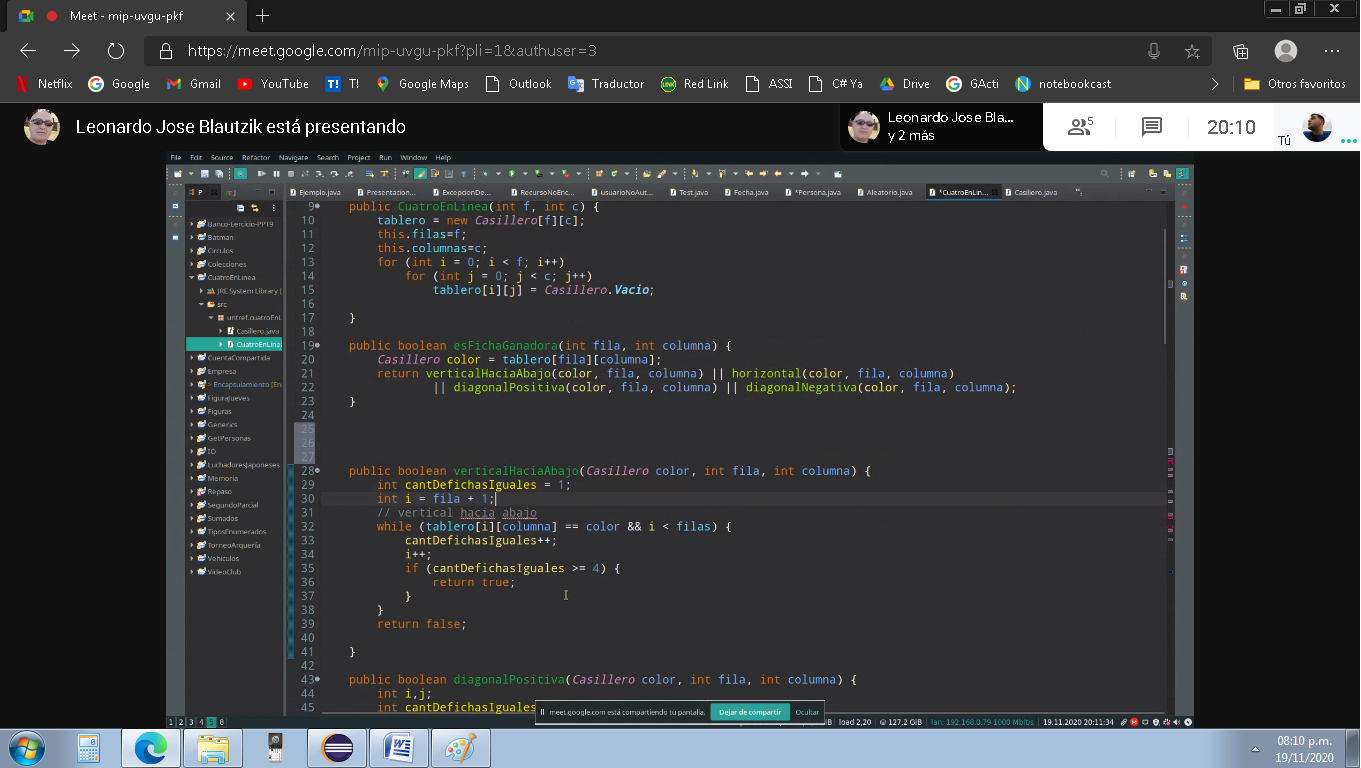 Meet - mip-uvgu-pkf
https://meet.google.com/mip-uvgu-pkf?pli=1&authuser=3
Netflix Google Gmail YouTube T! Google Maps Outlook Traductor Red Link ASSI C# Ya Drive GActi notebookcast Otros favoritos
Leonardo Jose Blautzik está presentando
Leonardo Jose Bla...
y 2 más
5
20:10
Tú
File Edit Source Refactor Navigate Search Project Run Window Help
Ejemplo.java Presentacion... ExcepcionDe... RecursoNoEnc... usuarioNoAut... Test.java Fecha.java *Persona.java Aleatorio.java *CuatroEnLin... Casillero.java
Banco-Lercicio-PPT9
Batman
Circulos
Colecciones
CuatroEnLinea
JRE System Library [
src
untref.cuatroEnL
Casillero.java
CuatroEnLinea.
CuentaCompartida
Empresa
Encapsulamiento [En
FiguraJueves
Figuras
Generics
GetPersonas
IO
LuchadoresJaponeses
Memoria
Repaso
SegundoParcial
Sumados
TiposEnumerados
TorneoArquería
Vehiculos
VideoClub
9 public CuatroEnLinea(int f, int c) {
10 tablero = new Casillero[f][c];
11 this.filas=f;
12 this.columnas=c;
13 for (int i = 0; i < f; i++)
14 for (int j = 0; j < c; j++)
15 tablero[i][j] = Casillero.Vacio;
16
17 }
18
19 public boolean esFichaGanadora(int fila, int columna) {
20 Casillero color = tablero[fila][columna];
21 return verticalHaciaAbajo(color, fila, columna) || horizontal(color, fila, columna)
22 || diagonalPositiva(color, fila, columna) || diagonalNegativa(color, fila, columna);
23 }
24
25
26
27
28 public boolean verticalHaciaAbajo(Casillero color, int fila, int columna) {
29 int cantDefichasIguales = 1;
30 int i = fila + 1;
31 // vertical hacia abajo
32 while (tablero[i][columna] == color && i < filas) {
33 cantDefichasIguales++;
34 i++;
35 if (cantDefichasIguales >= 4) {
36 return true;
37 }
38 }
39 return false;
40
41 }
42
43 public boolean diagonalPositiva(Casillero color, int fila, int columna) {
44 int i,j;
45 int cantDefichasIguales
meet.google.com está compartiendo tu pantalla. Dejar de compartir Ocultar
1 2 3 4 5 8 load 2,20 127,2 GiB lan: 192.168.0.79 1000 Mbit/s 19.11.2020 20:11:34
08:10 p.m.
19/11/2020